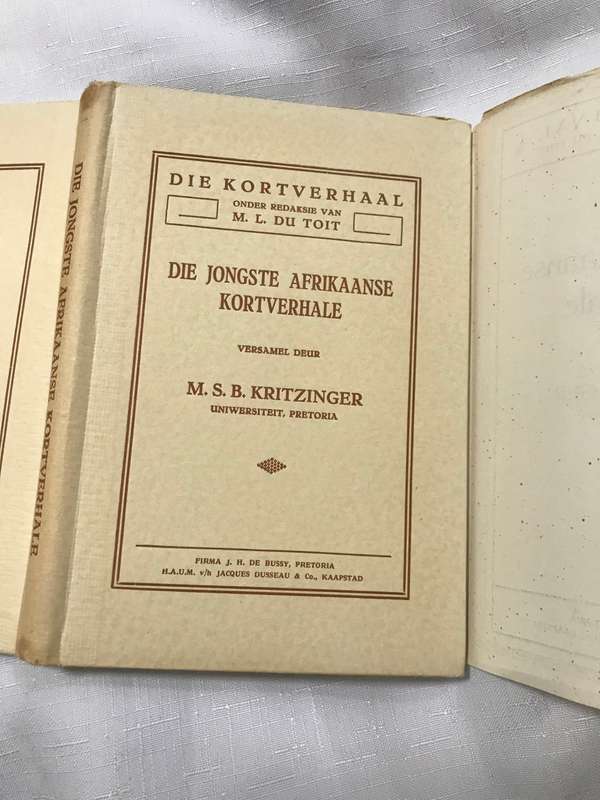 DIE KORTVERHAAL
ONDER REDAKSIE VAN
M. L. DU TOIT
DIE JONGSTE AFRIKAANSE
KORTVERHALE
VERSAMEL DEUR
M. S. B. KRITZINGER
UNIWERSITEIT, PRETORIA
FIRMA J. H. DE BUSSY, PRETORIA
H.A.U.M. v/h JACQUES DUSSEAU & Co., KAAPSTAD
DIE JONGSTE AFRIKAANSE KORTVERHALE